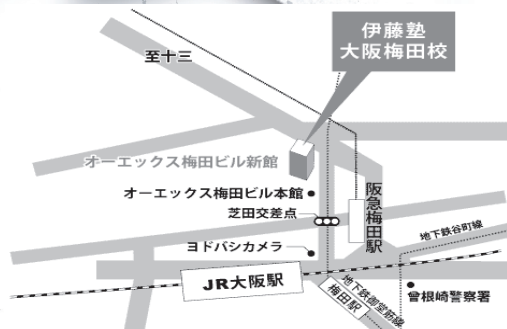 伊藤塾
大阪梅田校
至十三
オーエックス梅田ビル新館
オーエックス梅田ビル本館
芝田交差点
阪急梅田駅
地下鉄谷町線
ヨドバシカメラ
JR大阪駅
地下鉄御堂筋線
梅田駅
曾根崎警察署